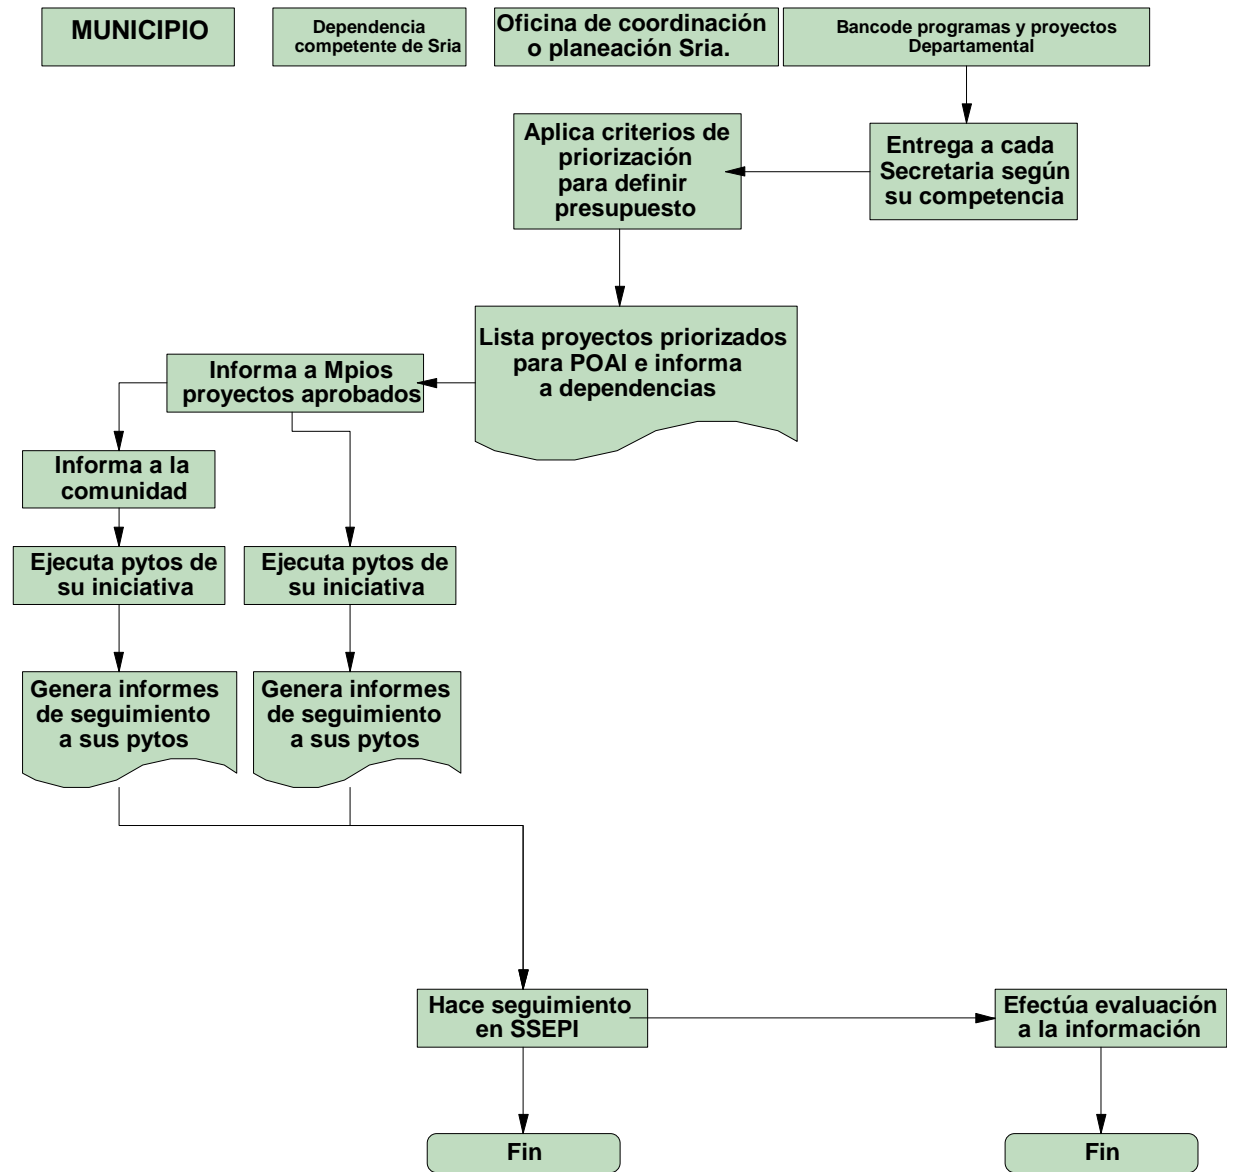 MUNICIPIO
Dependencia
competente de Sria
Oficina de coordinación
o planeación Sria.
Bancode programas y proyectos
Departamental
Aplica criterios de
priorización
para definir
presupuesto
Entrega a cada
Secretaria según
su competencia
Lista proyectos priorizados
para POAI e informa
a dependencias
Informa a Mpios
proyectos aprobados
Informa a la
comunidad
Ejecuta pytos de
su iniciativa
Ejecuta pytos de
su iniciativa
Genera informes
de seguimiento
a sus pytos
Genera informes
de seguimiento
a sus pytos
Hace seguimiento
en SSEPI
Efectúa evaluación
a la información
Fin
Fin